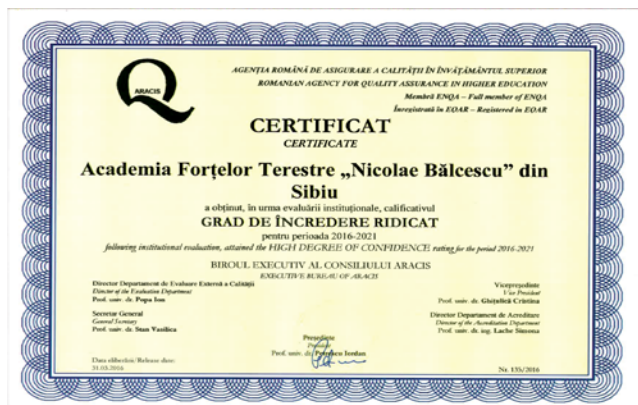 ARACIS
AGENȚIA ROMÂNĂ DE ASIGURARE A CALITĂȚII ÎN ÎNVĂȚĂMÂNTUL SUPERIOR
ROMANIAN AGENCY FOR QUALITY ASSURANCE IN HIGHER EDUCATION
Membră ENQA – Full member of ENQA
Înregistrată în EQAR – Registered in EQAR
CERTIFICAT
CERTIFICATE
Academia Forțelor Terestre „Nicolae Bălcescu” din
Sibiu
a obținut, în urma evaluării instituționale, calificativul
GRAD DE ÎNCREDERE RIDICAT
pentru perioada 2016-2021
following institutional evaluation, attained the HIGH DEGREE OF CONFIDENCE rating for the period 2016-2021
BIROUL EXECUTIV AL CONSILIULUI ARACIS
EXECUTIVE BUREAU OF ARACIS
Director Departament de Evaluare Externă a Calității
Director of the Evaluation Department
Prof. univ. dr. Popa Ion
Vicepreședinte
Vice President
Prof. univ. dr. Ghițulică Cristina
Secretar General
General Secretary
Prof. univ. dr. Stan Vasilica
Director Departament de Acreditare
Director of the Accreditation Department
Prof. univ. dr. ing. Lache Simona
Președinte
President
Prof. univ. dr. Petrescu Iordan
Data eliberării/Release date:
31.03.2016
Nr. 135/2016